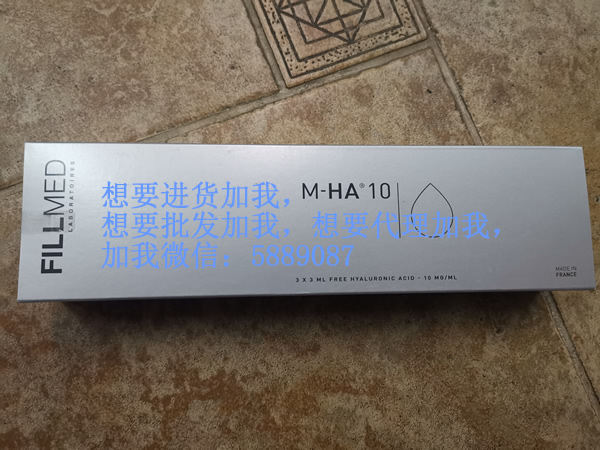 FILLMED
LABORATOIRES
M-HA® 10
想要进货加我，
想要批发加我，想要代理加我，
加我微信：5889087
3 X 3 ML FREE HYALURONIC ACID - 10 MG/ML
MADE IN
FRANCE